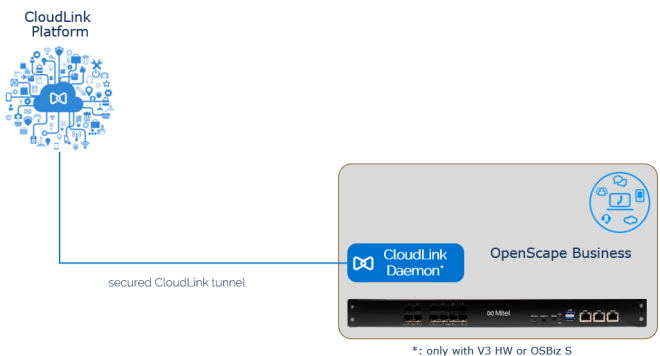 CloudLink
Platform
CloudLink
Daemon*
OpenScape Business
secured CloudLink tunnel
Mitel
*: only with V3 HW or OSBiz S